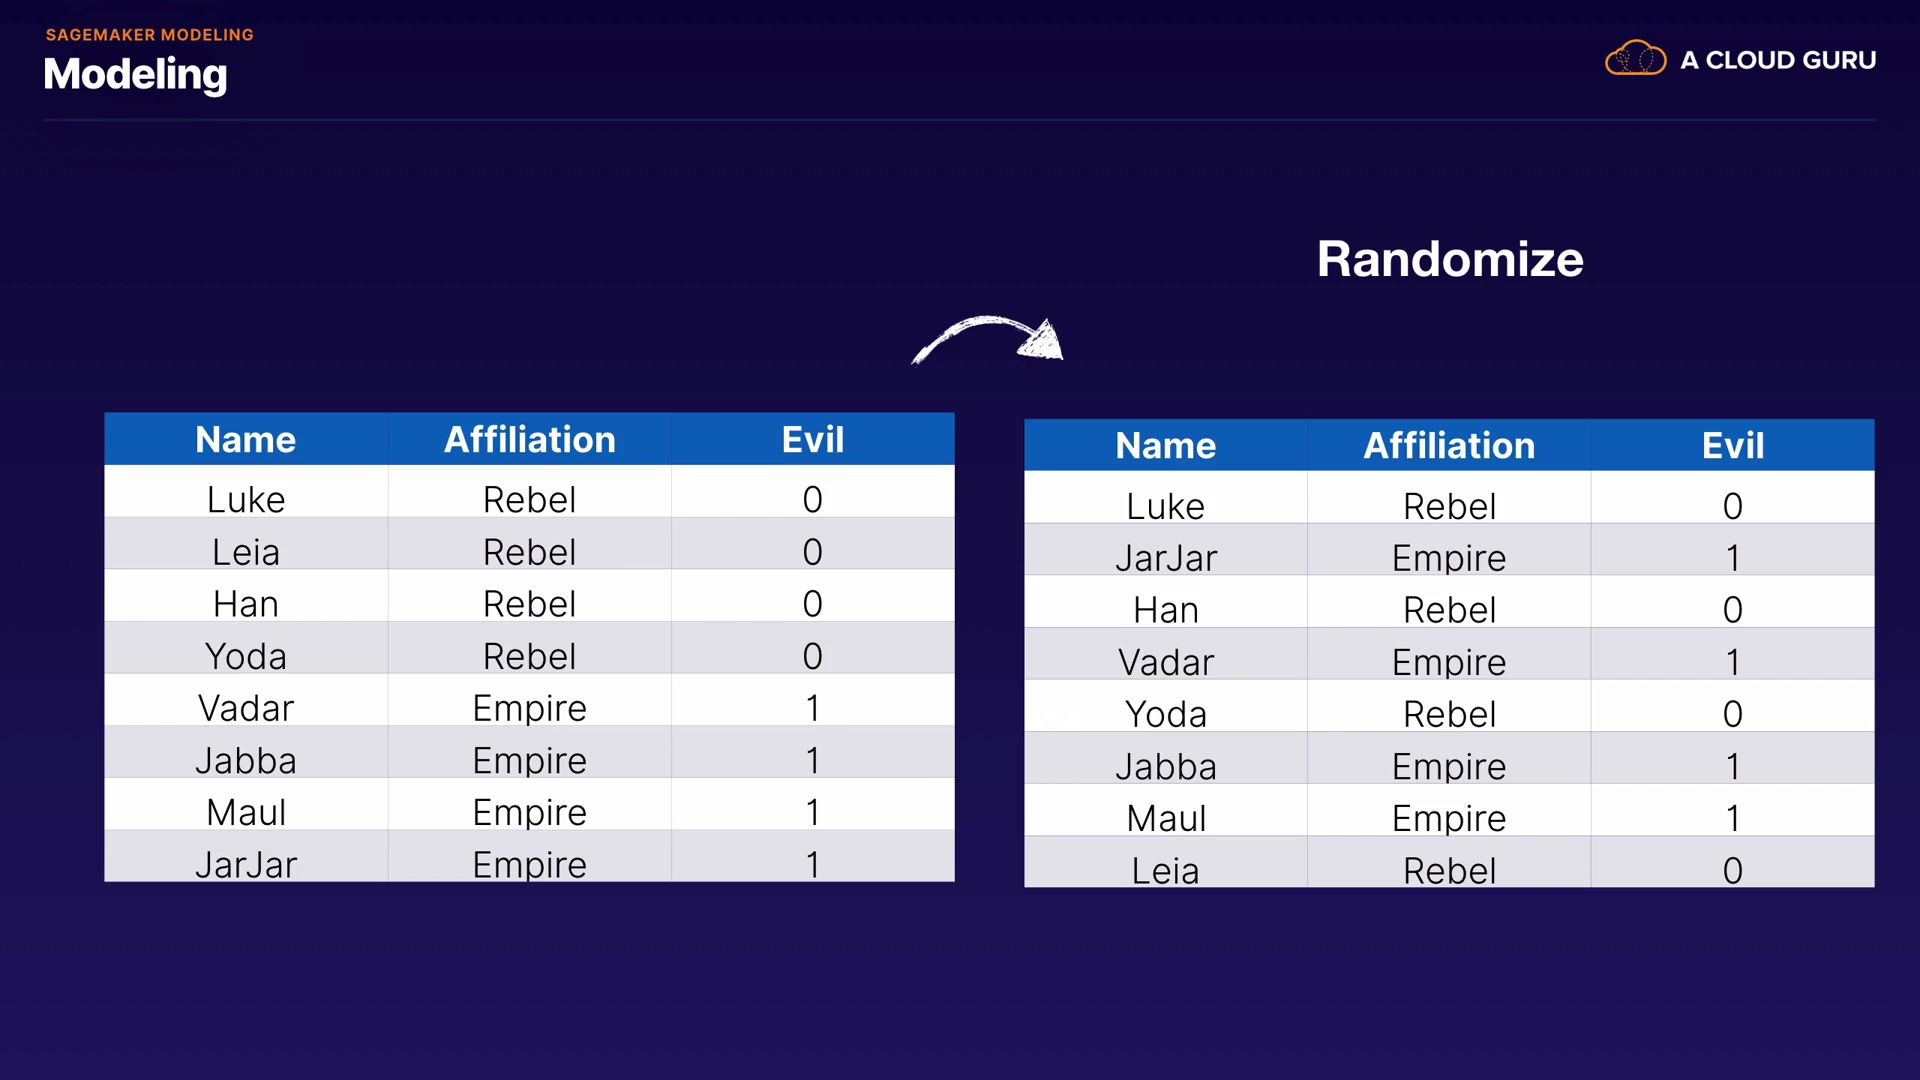 SAGEMAKER MODELING
Modeling
A CLOUD GURU
Randomize
Name Affiliation Evil
Luke Rebel 0
Leia Rebel 0
Han Rebel 0
Yoda Rebel 0
Vadar Empire 1
Jabba Empire 1
Maul Empire 1
JarJar Empire 1
Name Affiliation Evil
Luke Rebel 0
JarJar Empire 1
Han Rebel 0
Vadar Empire 1
Yoda Rebel 0
Jabba Empire 1
Maul Empire 1
Leia Rebel 0